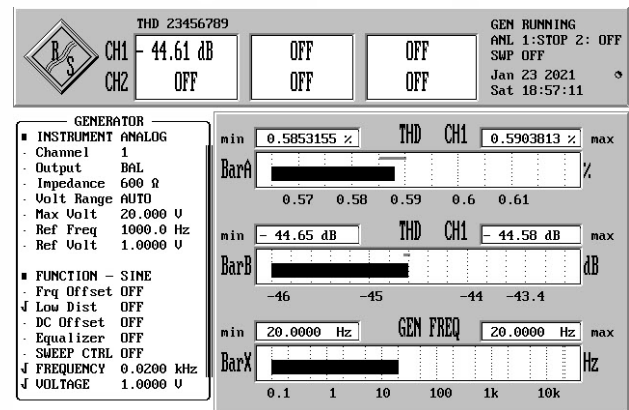 THD 23456789
R S
CH1 - 44.61 dB OFF OFF
CH2 OFF OFF OFF
GEN RUNNING
ANL 1:STOP 2: OFF
SWP OFF
Jan 23 2021
Sat 18:57:11
GENERATOR
INSTRUMENT ANALOG
Channel 1
Output BAL
Impedance 600 Ω
Volt Range AUTO
Max Volt 20.000 V
Ref Freq 1000.0 Hz
Ref Volt 1.0000 V
FUNCTION - SINE
Frq Offset OFF
√ Low Dist OFF
DC Offset OFF
Equalizer OFF
SWEEP CTRL OFF
√ FREQUENCY 0.0200 kHz
√ VOLTAGE 1.0000 V
min 0.5853155 % THD CH1 0.5903813 % max
BarA %
0.57 0.58 0.59 0.6 0.61
min - 44.65 dB THD CH1 - 44.58 dB max
BarB dB
-46 -45 -44 -43.4
min 20.0000 Hz GEN FREQ 20.0000 Hz max
BarX Hz
0.1 1 10 100 1k 10k